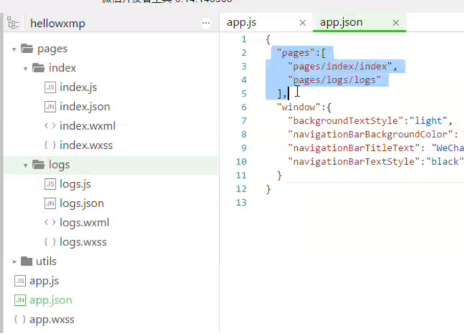 hellowxmp
...
app.js ×
app.json ×
pages
index
index.js
index.json
index.wxml
index.wxss
logs
logs.js
logs.json
logs.wxml
logs.wxss
utils
app.js
app.json
app.wxss
1 {
2 "pages":[
3 "pages/index/index",
4 "pages/logs/logs"
5 ],
6 "window":{
7 "backgroundTextStyle":"light",
8 "navigationBarBackgroundColor":
9 "navigationBarTitleText": "WeCha
10 "navigationBarTextStyle":"black"
11 }
12 }
13